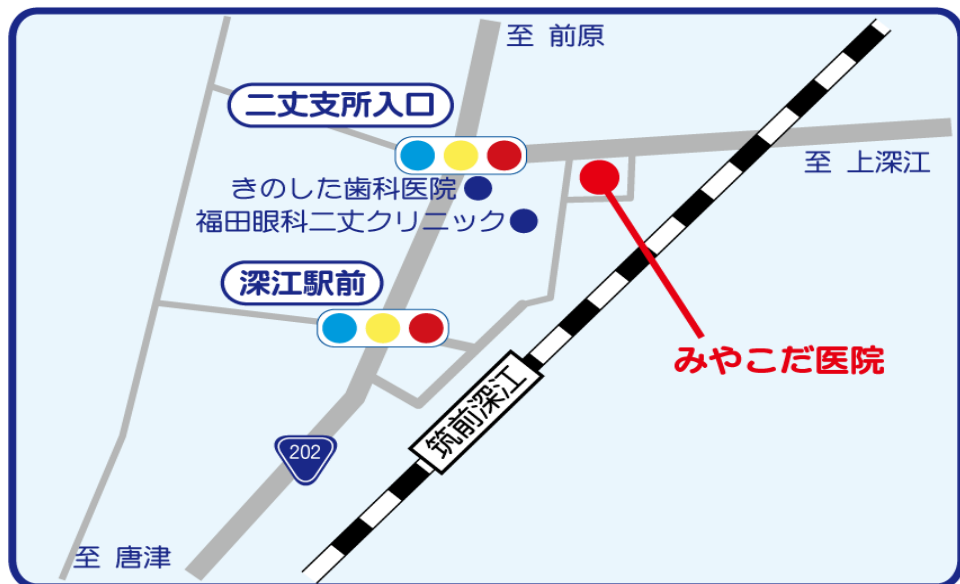 至 前原
二丈支所入口
至 上深江
きのした歯科医院
福田眼科二丈クリニック
深江駅前
みやこだ医院
筑前深江
202
至 唐津